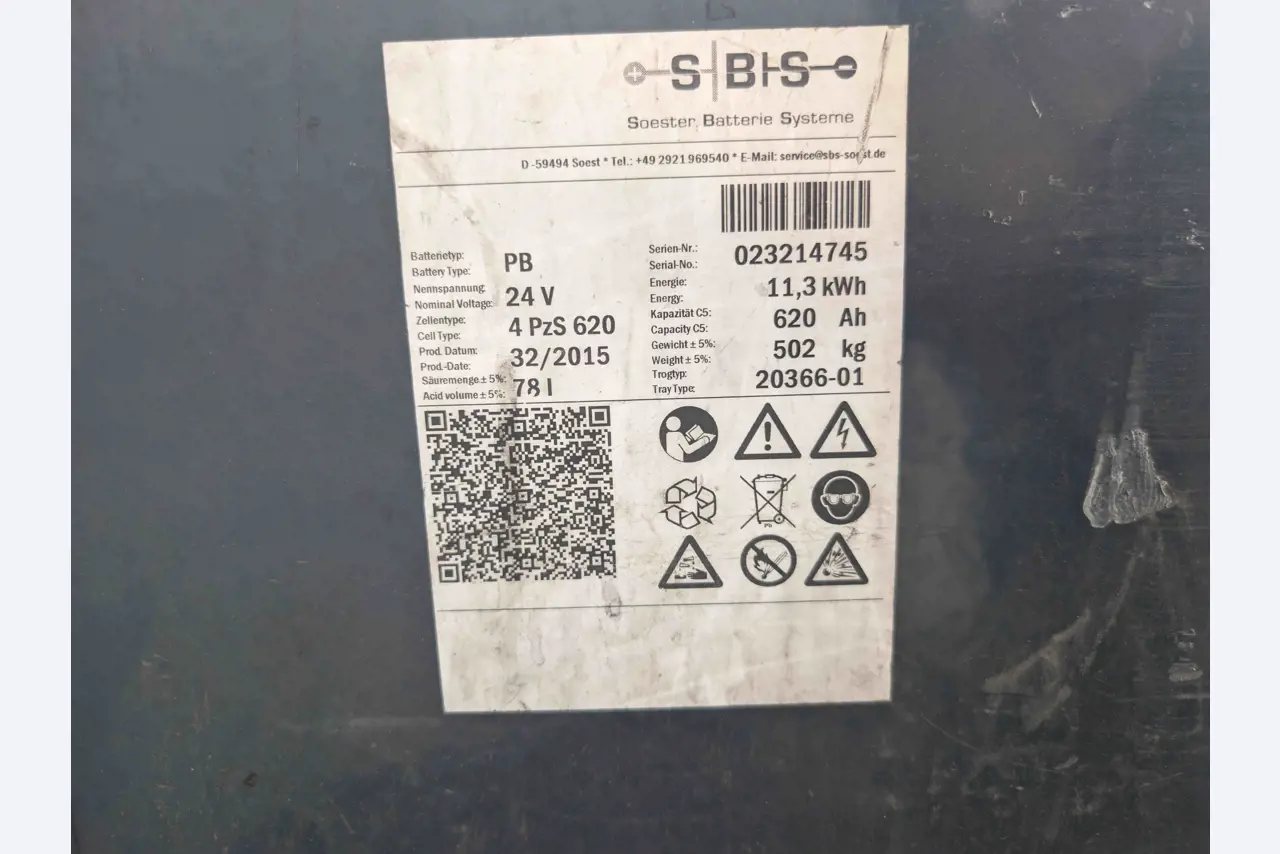 S|B|S
Soester Batterie Systeme
D-59494 Soest * Tel.: +49 2921 969540 * E-Mail: service@sbs-soest.de
Batterietyp:
Battery Type: PB
Nennspannung:
Nominal Voltage: 24 V
Zellentype:
Cell Type: 4 PzS 620
Prod. Datum:
Prod.-Date: 32/2015
Säuremenge ± 5%:
Acid volume ± 5%: 78 l
Serien-Nr.:
Serial-No.: 023214745
Energie:
Energy: 11,3 kWh
Kapazität C5:
Capacity C5: 620 Ah
Gewicht ± 5%:
Weight ± 5%: 502 kg
Trogtyp:
Tray Type: 20366-01
Pb